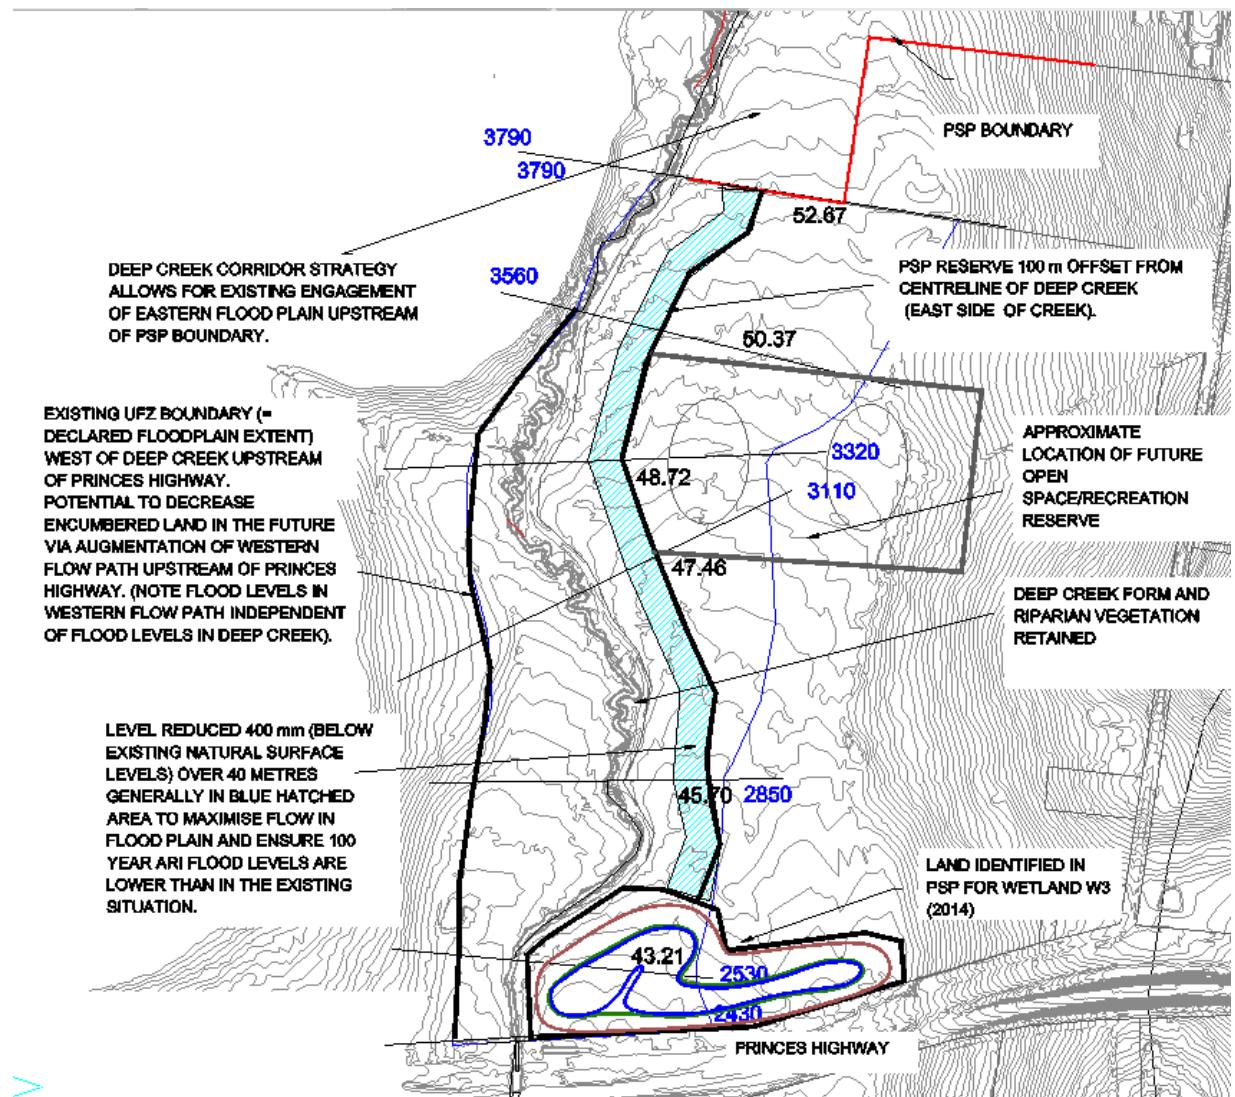 PSP BOUNDARY
3790
3790
52.67
DEEP CREEK CORRIDOR STRATEGY
ALLOWS FOR EXISTING ENGAGEMENT
OF EASTERN FLOOD PLAIN UPSTREAM
OF PSP BOUNDARY.
3560
PSP RESERVE 100 m OFFSET FROM
CENTRELINE OF DEEP CREEK
(EAST SIDE OF CREEK).
50.37
EXISTING UFZ BOUNDARY (=
DECLARED FLOODPLAIN EXTENT)
WEST OF DEEP CREEK UPSTREAM
OF PRINCES HIGHWAY.
POTENTIAL TO DECREASE
ENCUMBERED LAND IN THE FUTURE
VIA AUGMENTATION OF WESTERN
FLOW PATH UPSTREAM OF PRINCES
HIGHWAY. (NOTE FLOOD LEVELS IN
WESTERN FLOW PATH INDEPENDENT
OF FLOOD LEVELS IN DEEP CREEK).
APPROXIMATE
LOCATION OF FUTURE
OPEN
SPACE/RECREATION
RESERVE
3320
48.72
3110
47.46
DEEP CREEK FORM AND
RIPARIAN VEGETATION
RETAINED
LEVEL REDUCED 400 mm (BELOW
EXISTING NATURAL SURFACE
LEVELS) OVER 40 METRES
GENERALLY IN BLUE HATCHED
AREA TO MAXIMISE FLOW IN
FLOOD PLAIN AND ENSURE 100
YEAR ARI FLOOD LEVELS ARE
LOWER THAN IN THE EXISTING
SITUATION.
45.70
2850
LAND IDENTIFIED IN
PSP FOR WETLAND W3
(2014)
43.21
2530
2430
PRINCES HIGHWAY